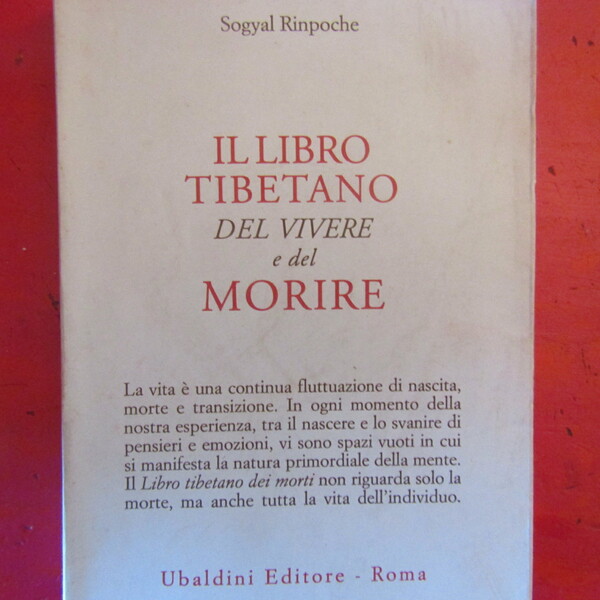 Sogyal Rinpoche
IL LIBRO
TIBETANO
DEL VIVERE
e del
MORIRE
La vita è una continua fluttuazione di nascita,
morte e transizione. In ogni momento della
nostra esperienza, tra il nascere e lo svanire di
pensieri e emozioni, vi sono spazi vuoti in cui
si manifesta la natura primordiale della mente.
Il Libro tibetano dei morti non riguarda solo la
morte, ma anche tutta la vita dell'individuo.
Ubaldini Editore - Roma